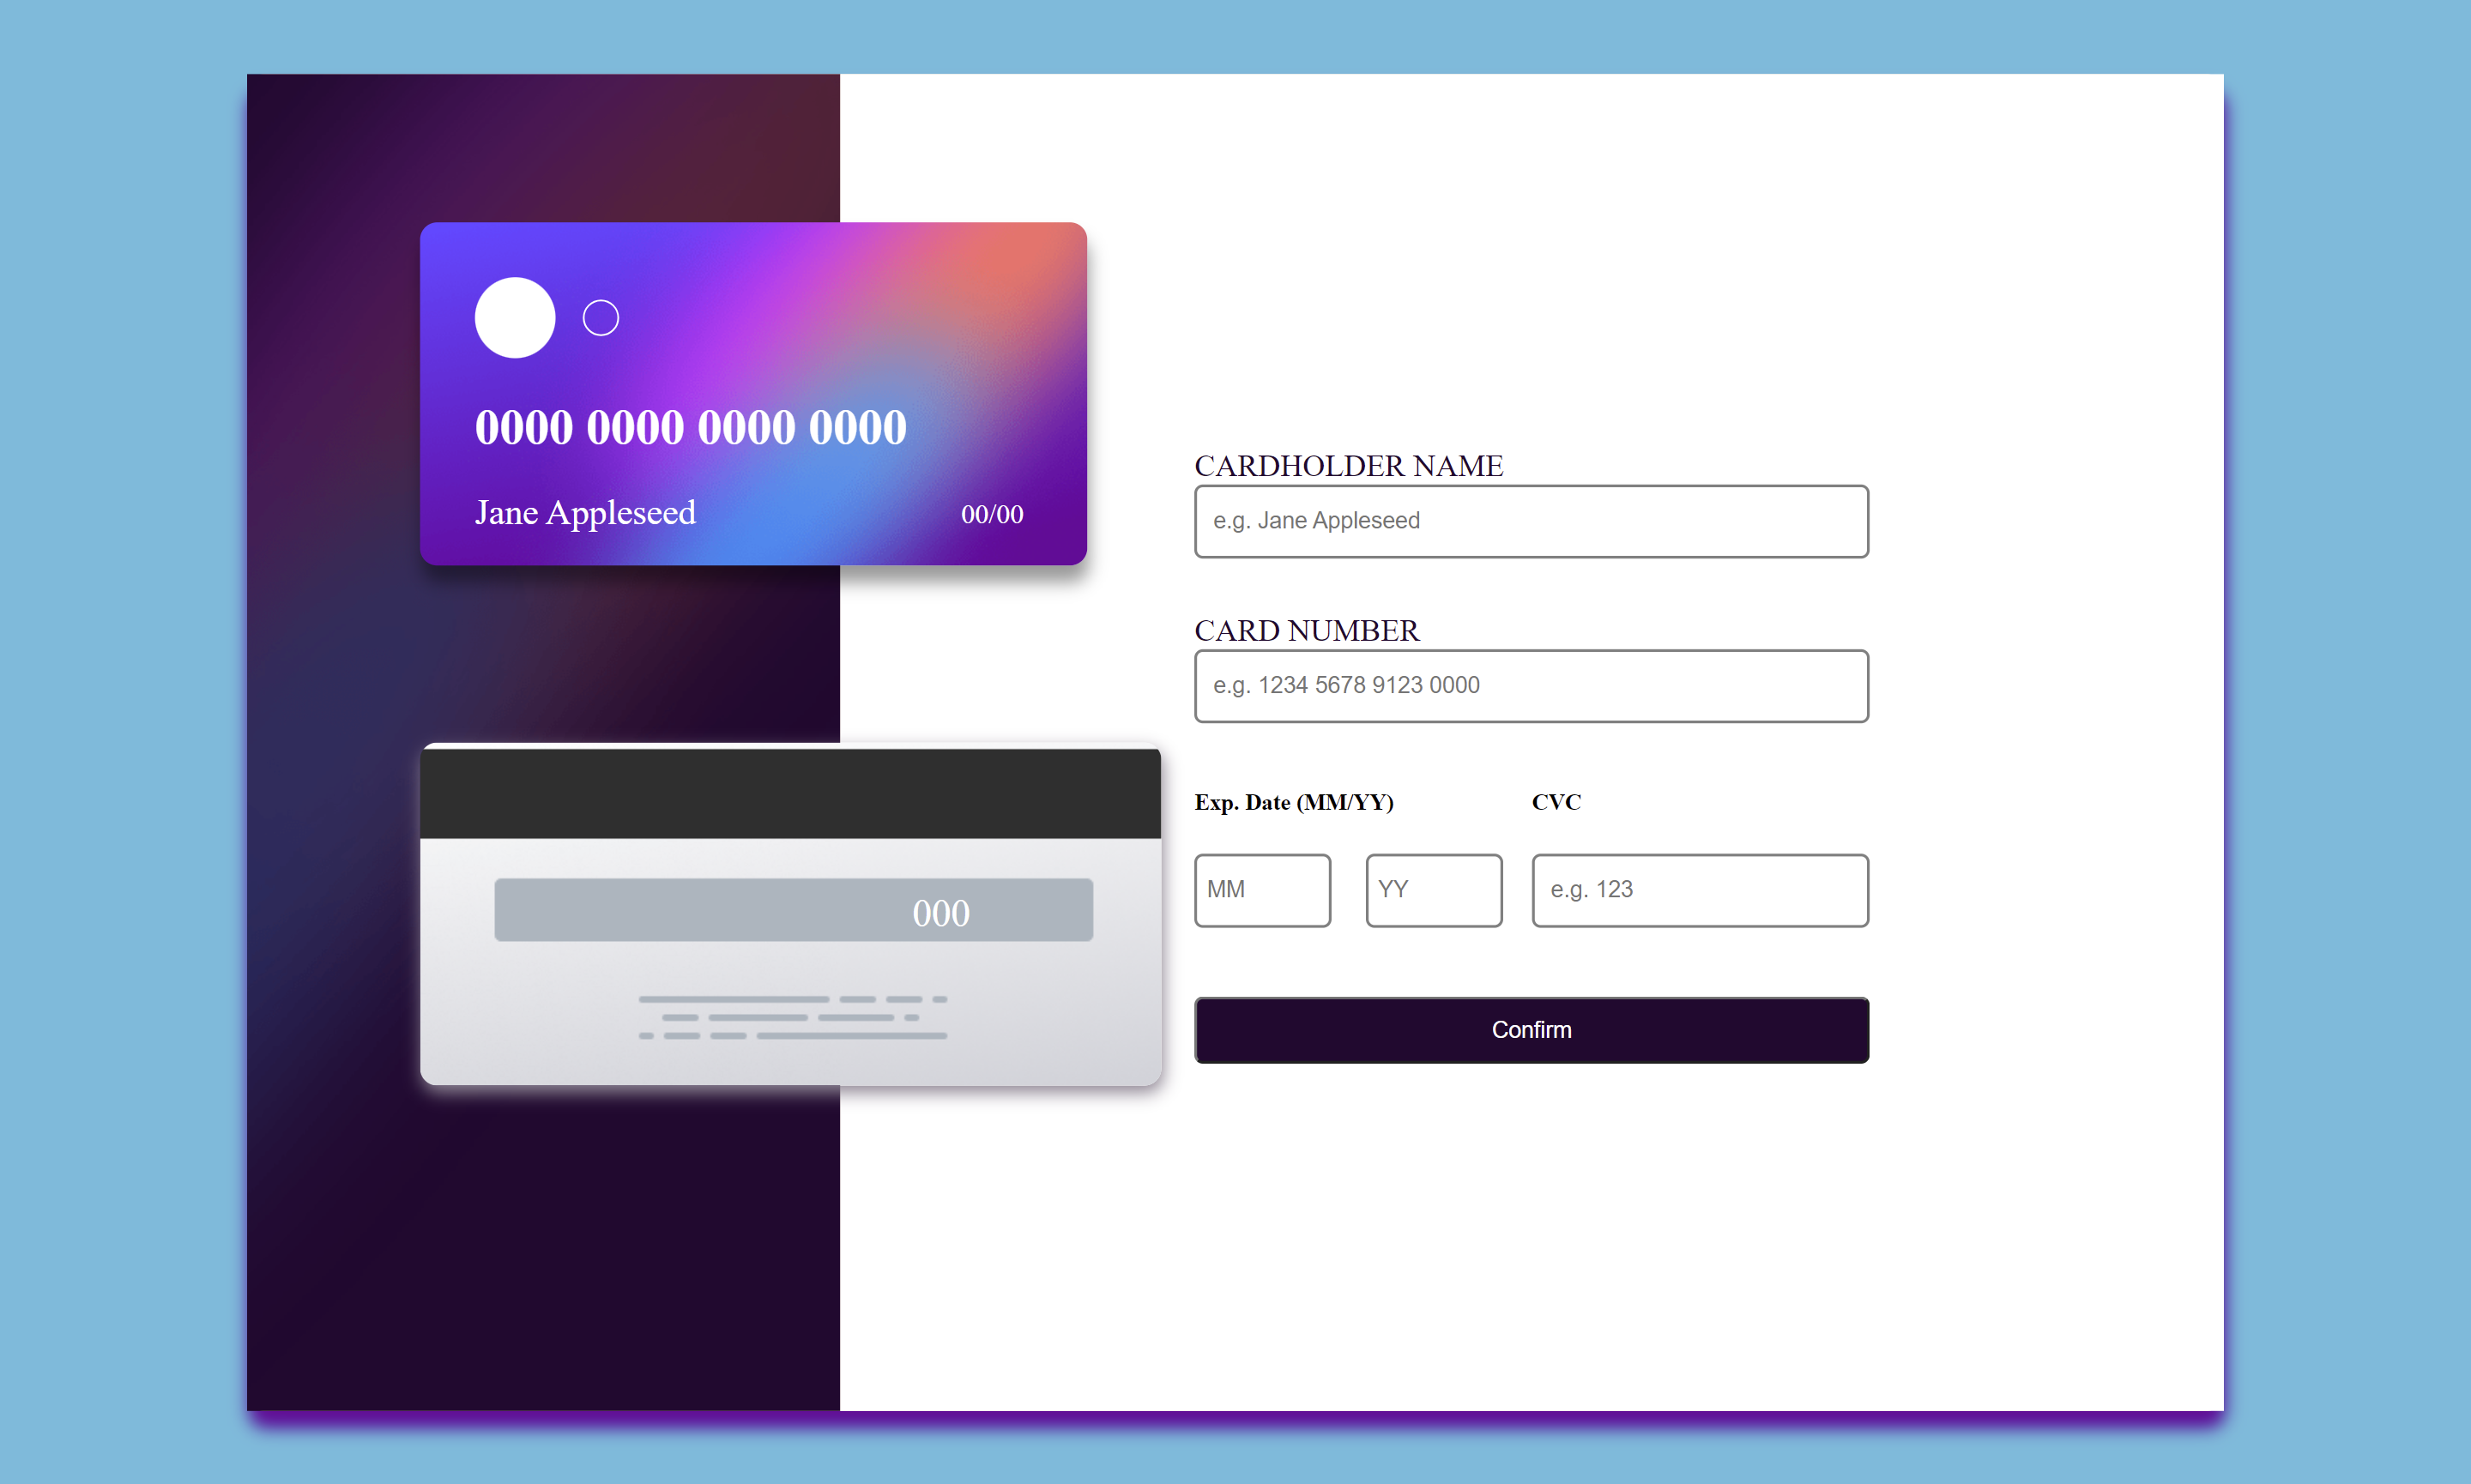 0000 0000 0000 0000
Jane Appleseed 00/00
000
CARDHOLDER NAME
e.g. Jane Appleseed
CARD NUMBER
e.g. 1234 5678 9123 0000
Exp. Date (MM/YY) CVC
MM YY e.g. 123
Confirm